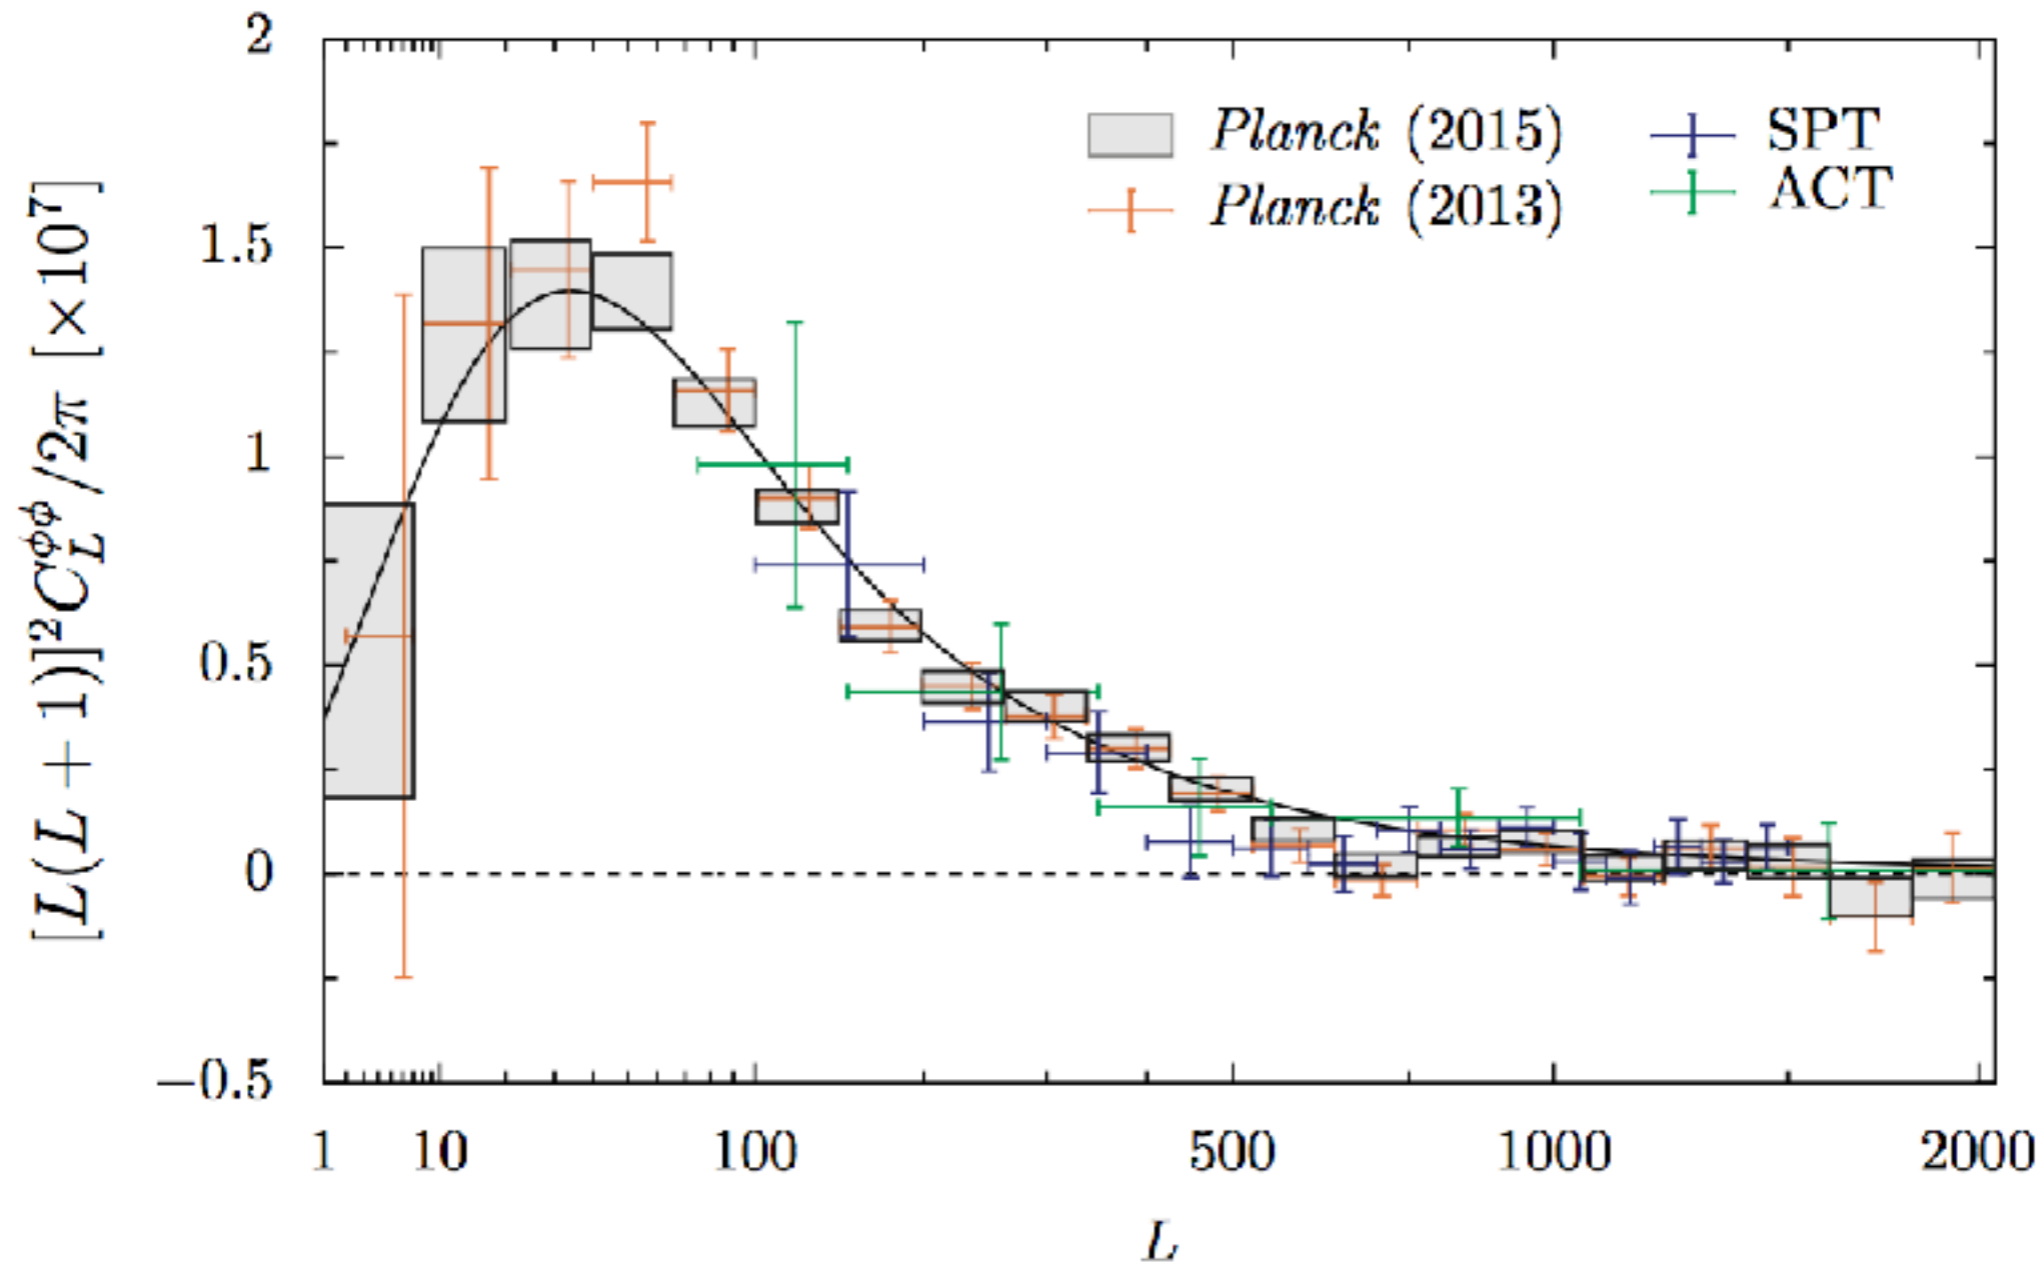 2
1.5
1
0.5
0
−0.5
[L(L + 1)]²C_L^{ϕϕ}/2π [×10⁷]
Planck (2015)
Planck (2013)
SPT
ACT
1 10 100 500 1000 2000
L